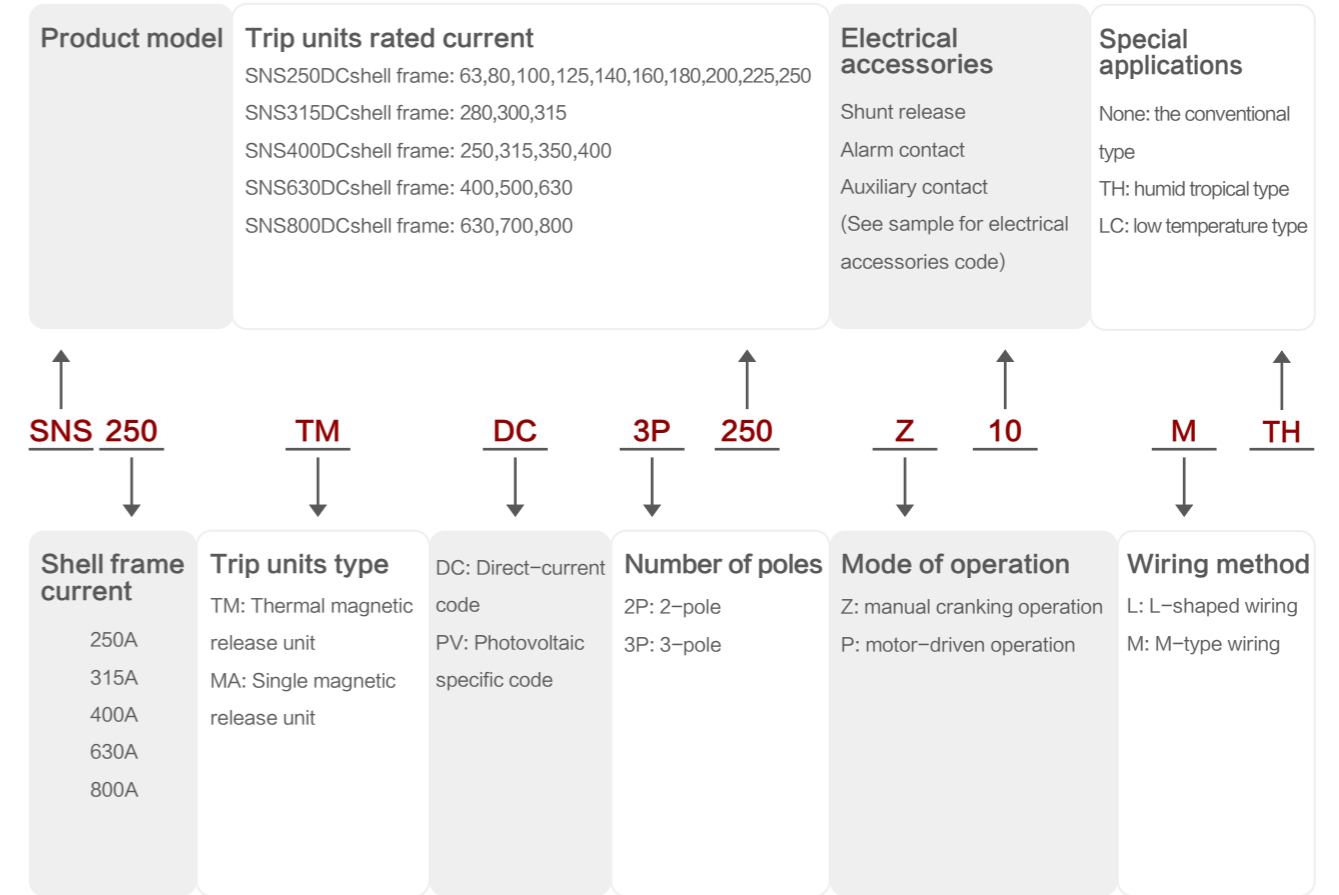 Product model
Trip units rated current
SNS250DCshell frame: 63,80,100,125,140,160,180,200,225,250
SNS315DCshell frame: 280,300,315
SNS400DCshell frame: 250,315,350,400
SNS630DCshell frame: 400,500,630
SNS800DCshell frame: 630,700,800
Electrical
accessories
Shunt release
Alarm contact
Auxiliary contact
(See sample for electrical
accessories code)
Special
applications
None: the conventional
type
TH: humid tropical type
LC: low temperature type
SNS 250 TM DC 3P 250 Z 10 M TH
Shell frame
current
250A
315A
400A
630A
800A
Trip units type
TM: Thermal magnetic
release unit
MA: Single magnetic
release unit
DC: Direct-current
code
PV: Photovoltaic
specific code
Number of poles
2P: 2-pole
3P: 3-pole
Mode of operation
Z: manual cranking operation
P: motor-driven operation
Wiring method
L: L-shaped wiring
M: M-type wiring